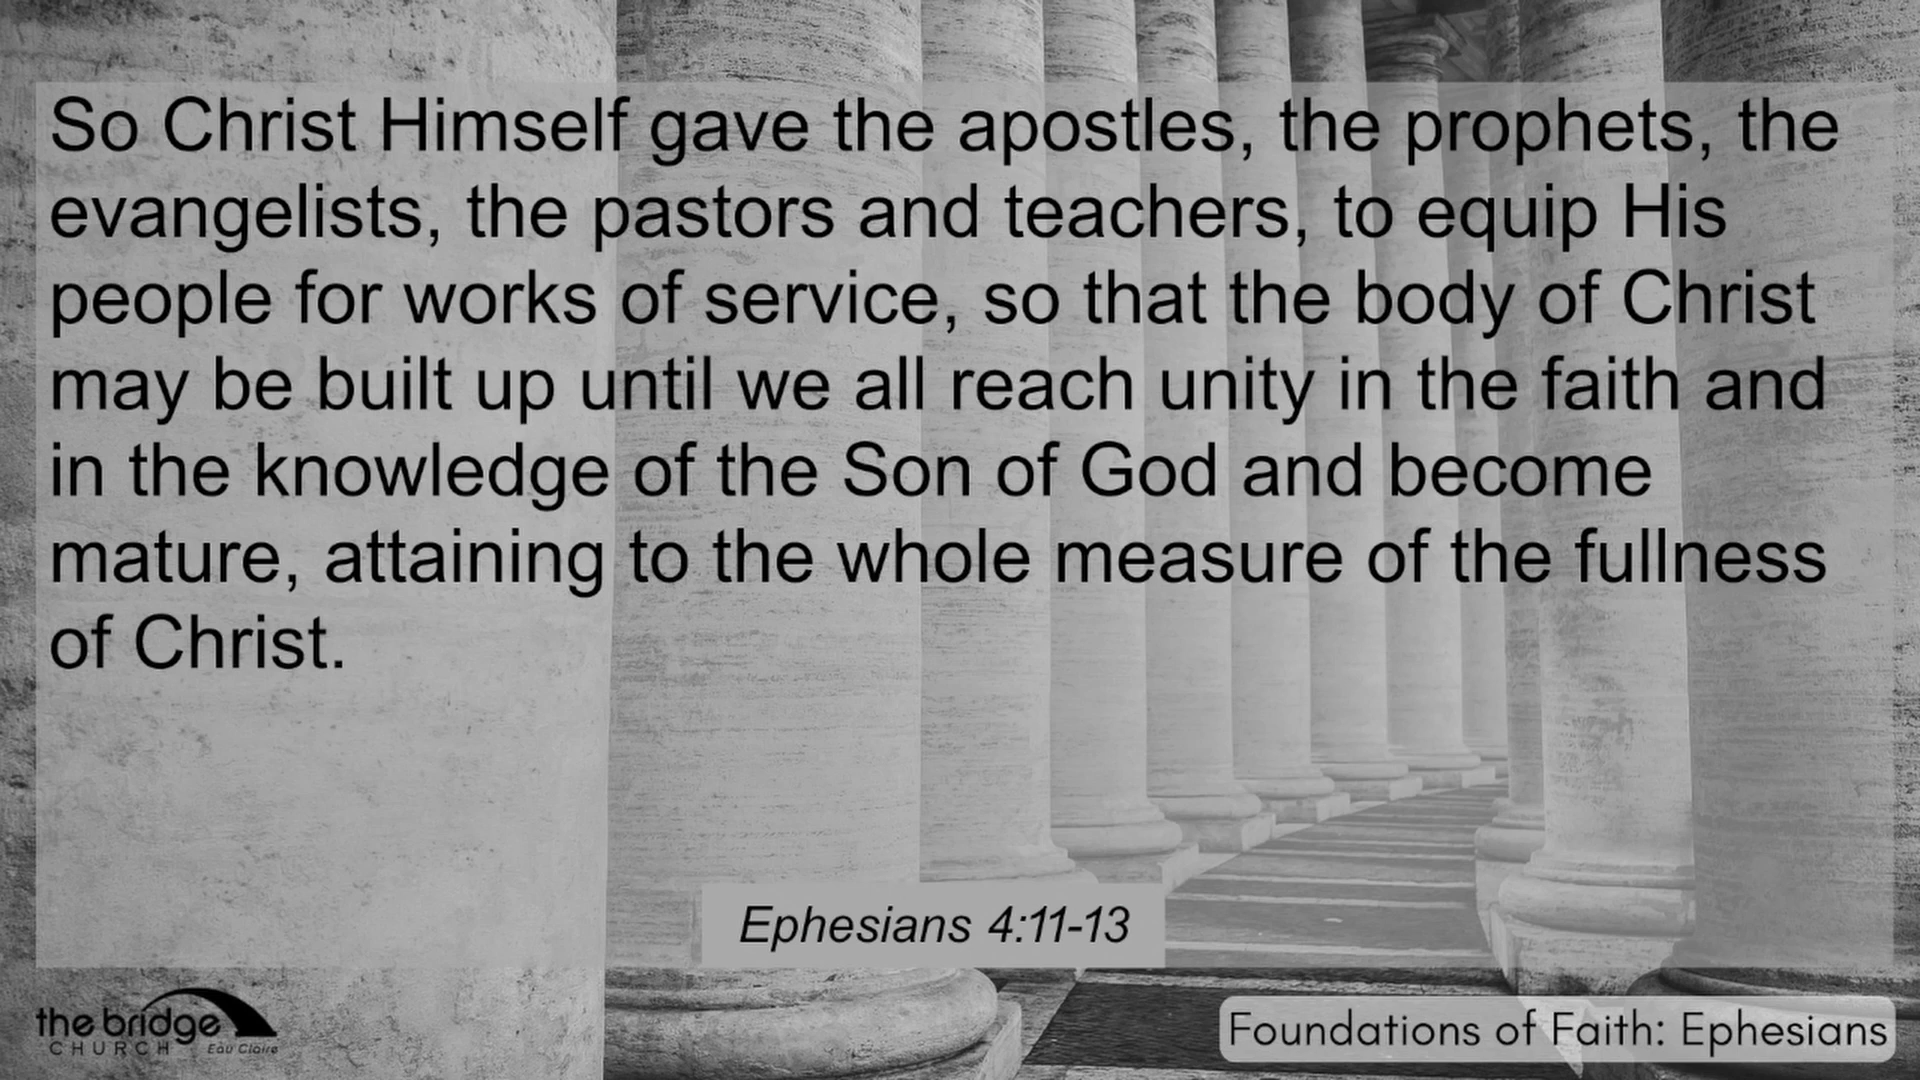 So Christ Himself gave the apostles, the prophets, the
evangelists, the pastors and teachers, to equip His
people for works of service, so that the body of Christ
may be built up until we all reach unity in the faith and
in the knowledge of the Son of God and become
mature, attaining to the whole measure of the fullness
of Christ.
Ephesians 4:11-13
the bridge
CHURCH Eau Claire
Foundations of Faith: Ephesians